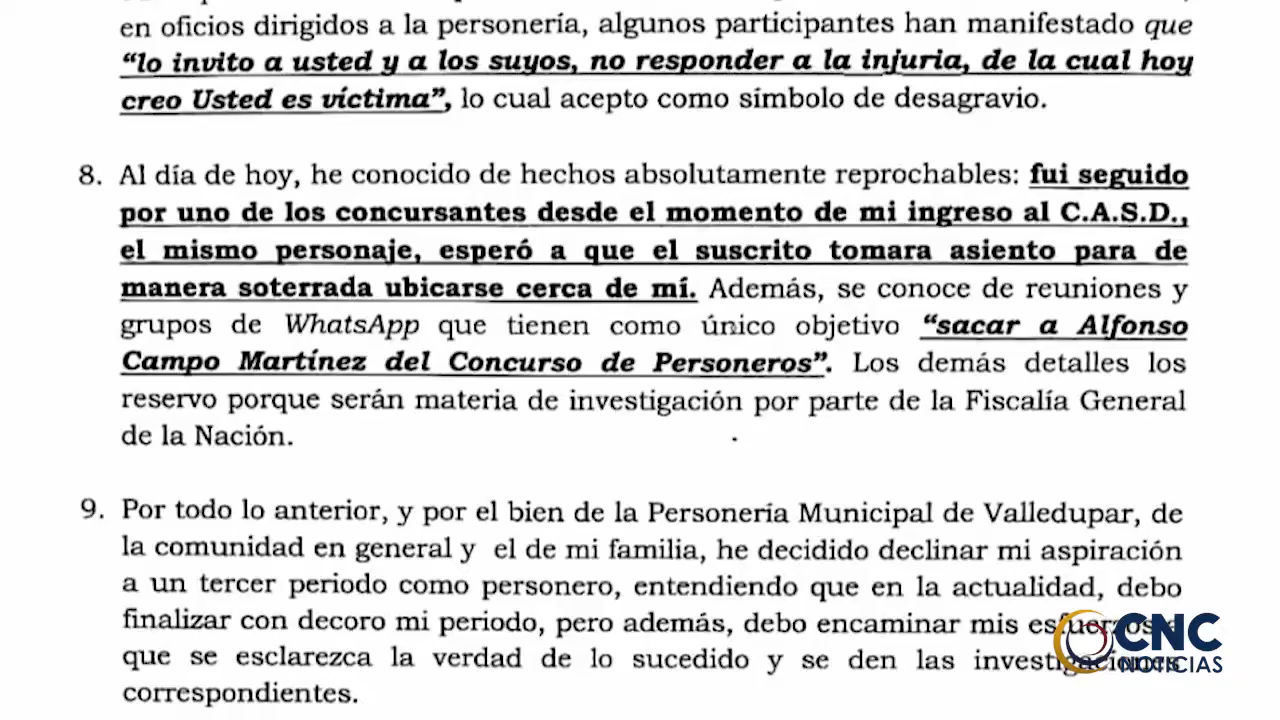 en oficios dirigidos a la personería, algunos participantes han manifestado que
“lo invito a usted y a los suyos, no responder a la injuria, de la cual hoy
creo Usted es víctima”, lo cual acepto como símbolo de desagravio.
8. Al día de hoy, he conocido de hechos absolutamente reprochables: fui seguido
por uno de los concursantes desde el momento de mi ingreso al C.A.S.D.,
el mismo personaje, esperó a que el suscrito tomara asiento para de
manera soterrada ubicarse cerca de mí. Además, se conoce de reuniones y
grupos de WhatsApp que tienen como único objetivo “sacar a Alfonso
Campo Martínez del Concurso de Personeros”. Los demás detalles los
reservo porque serán materia de investigación por parte de la Fiscalía General
de la Nación.
9. Por todo lo anterior, y por el bien de la Personería Municipal de Valledupar, de
la comunidad en general y el de mi familia, he decidido declinar mi aspiración
a un tercer periodo como personero, entendiendo que en la actualidad, debo
finalizar con decoro mi periodo, pero además, debo encaminar mis esfuerzos a
que se esclarezca la verdad de lo sucedido y se den las investigaciones
correspondientes.
CNC
NOTICIAS